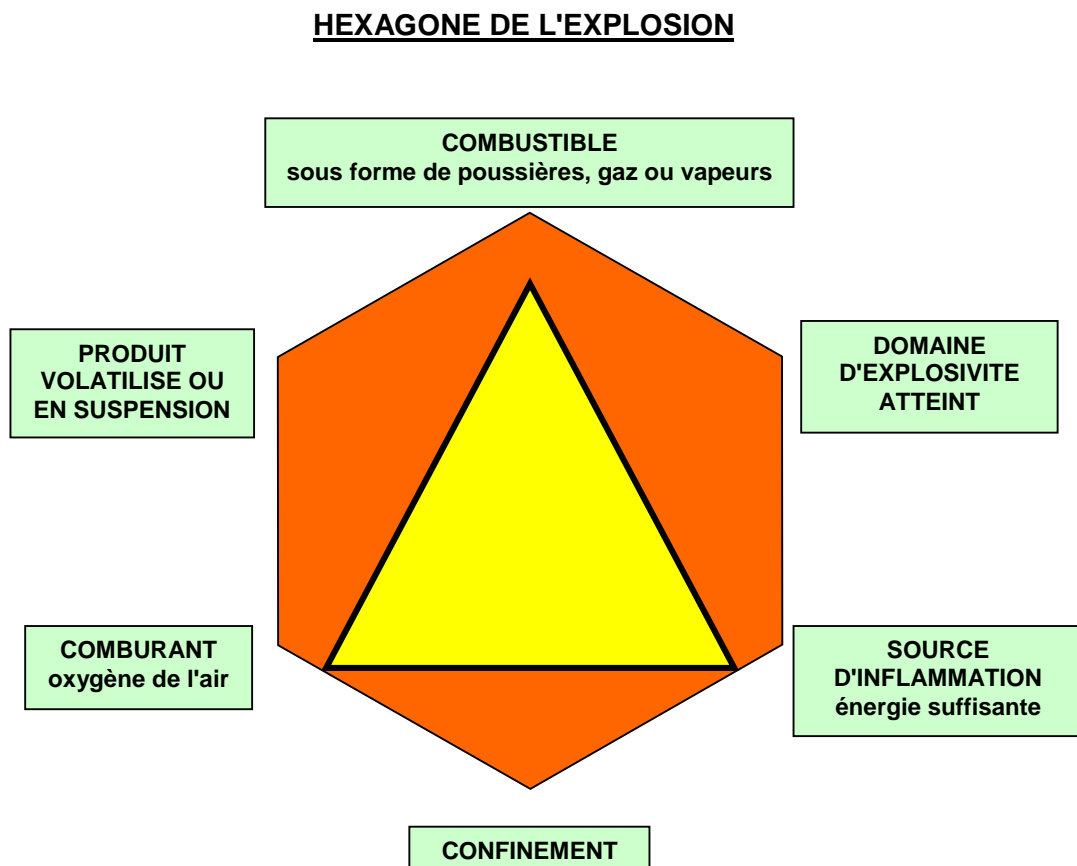 HEXAGONE DE L'EXPLOSION
COMBUSTIBLE
sous forme de poussières, gaz ou vapeurs
PRODUIT
VOLATILISE OU
EN SUSPENSION
DOMAINE
D'EXPLOSIVITE
ATTEINT
COMBURANT
oxygène de l'air
SOURCE
D'INFLAMMATION
énergie suffisante
CONFINEMENT